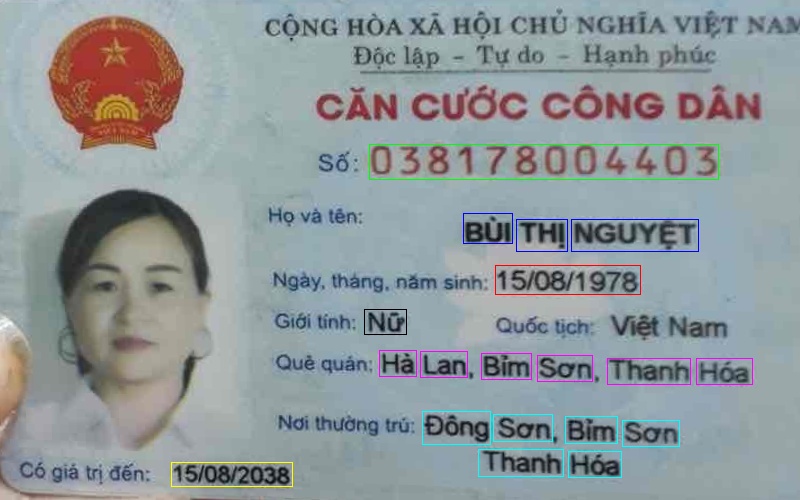 CỘNG HÒA XÃ HỘI CHỦ NGHĨA VIỆT NAM
Độc lập - Tự do - Hạnh phúc
CĂN CƯỚC CÔNG DÂN
Số: 038178004403
Họ và tên:
BÙI THỊ NGUYỆT
Ngày, tháng, năm sinh: 15/08/1978
Giới tính: Nữ Quốc tịch: Việt Nam
Quê quán: Hà Lan, Bỉm Sơn, Thanh Hóa
Nơi thường trú: Đông Sơn, Bỉm Sơn
Thanh Hóa
Có giá trị đến: 15/08/2038